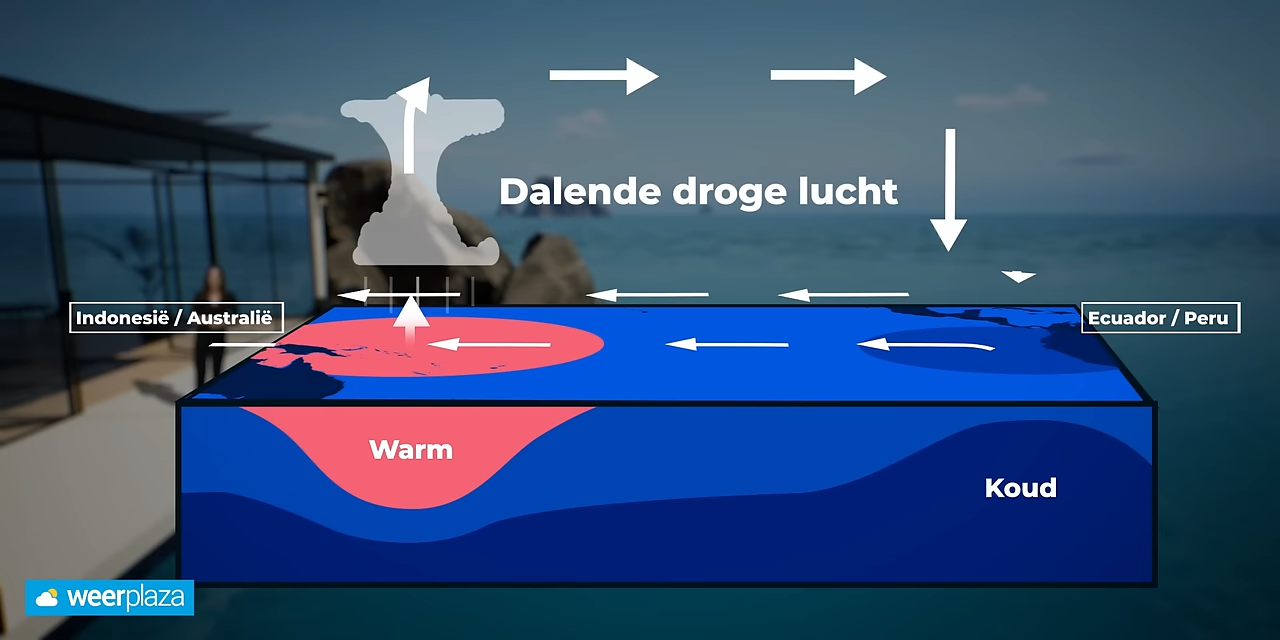 Dalende droge lucht
Indonesië / Australië
Ecuador / Peru
Warm
Koud
weerplaza